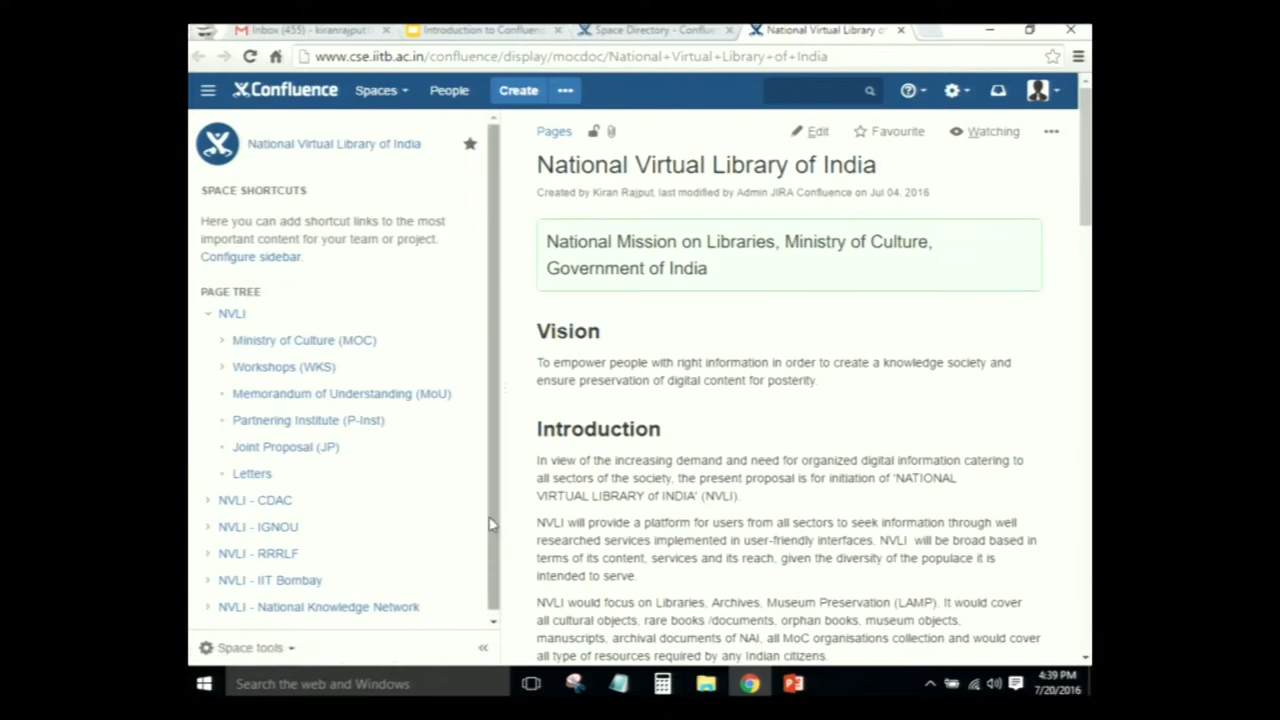 Inbox (455) - kiranrajput
Introduction to Confluen
Space Directory - Conflue
National Virtual Library of
www.cse.iitb.ac.in/confluence/display/mocdoc/National+Virtual+Library+of+India
Confluence
Spaces
People
Create
National Virtual Library of India
SPACE SHORTCUTS
Here you can add shortcut links to the most
important content for your team or project.
Configure sidebar.
PAGE TREE
NVLI
Ministry of Culture (MOC)
Workshops (WKS)
Memorandum of Understanding (MoU)
Partnering Institute (P-Inst)
Joint Proposal (JP)
Letters
NVLI - CDAC
NVLI - IGNOU
NVLI - RRRLF
NVLI - IIT Bombay
NVLI - National Knowledge Network
Space tools
Pages
Edit
Favourite
Watching
National Virtual Library of India
Created by Kiran Rajput, last modified by Admin JIRA Confluence on Jul 04, 2016
National Mission on Libraries, Ministry of Culture,
Government of India
Vision
To empower people with right information in order to create a knowledge society and
ensure preservation of digital content for posterity.
Introduction
In view of the increasing demand and need for organized digital information catering to
all sectors of the society, the present proposal is for initiation of 'NATIONAL
VIRTUAL LIBRARY of INDIA' (NVLI).
NVLI will provide a platform for users from all sectors to seek information through well
researched services implemented in user-friendly interfaces. NVLI will be broad based in
terms of its content, services and its reach, given the diversity of the populace it is
intended to serve.
NVLI would focus on Libraries, Archives, Museum Preservation (LAMP). It would cover
all cultural objects, rare books /documents, orphan books, museum objects,
manuscripts, archival documents of NAI, all MoC organisations collection and would cover
all type of resources required by any Indian citizens.
Search the web and Windows
4:39 PM
7/20/2016